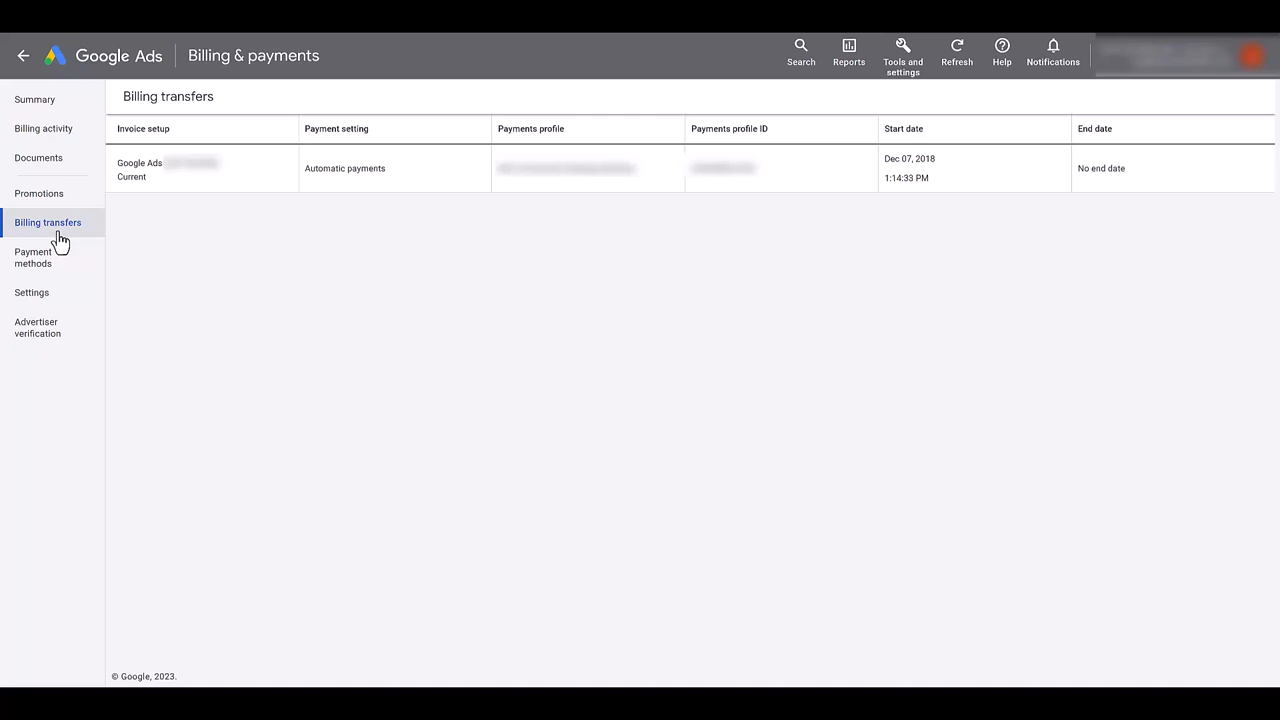 Google Ads
Billing & payments
Search
Reports
Tools and
settings
Refresh
Help
Notifications
Summary
Billing activity
Documents
Promotions
Billing transfers
Payment
methods
Settings
Advertiser
verification
Billing transfers
Invoice setup
Payment setting
Payments profile
Payments profile ID
Start date
End date
Google Ads
Current
Automatic payments
Dec 07, 2018
1:14:33 PM
No end date
© Google, 2023.